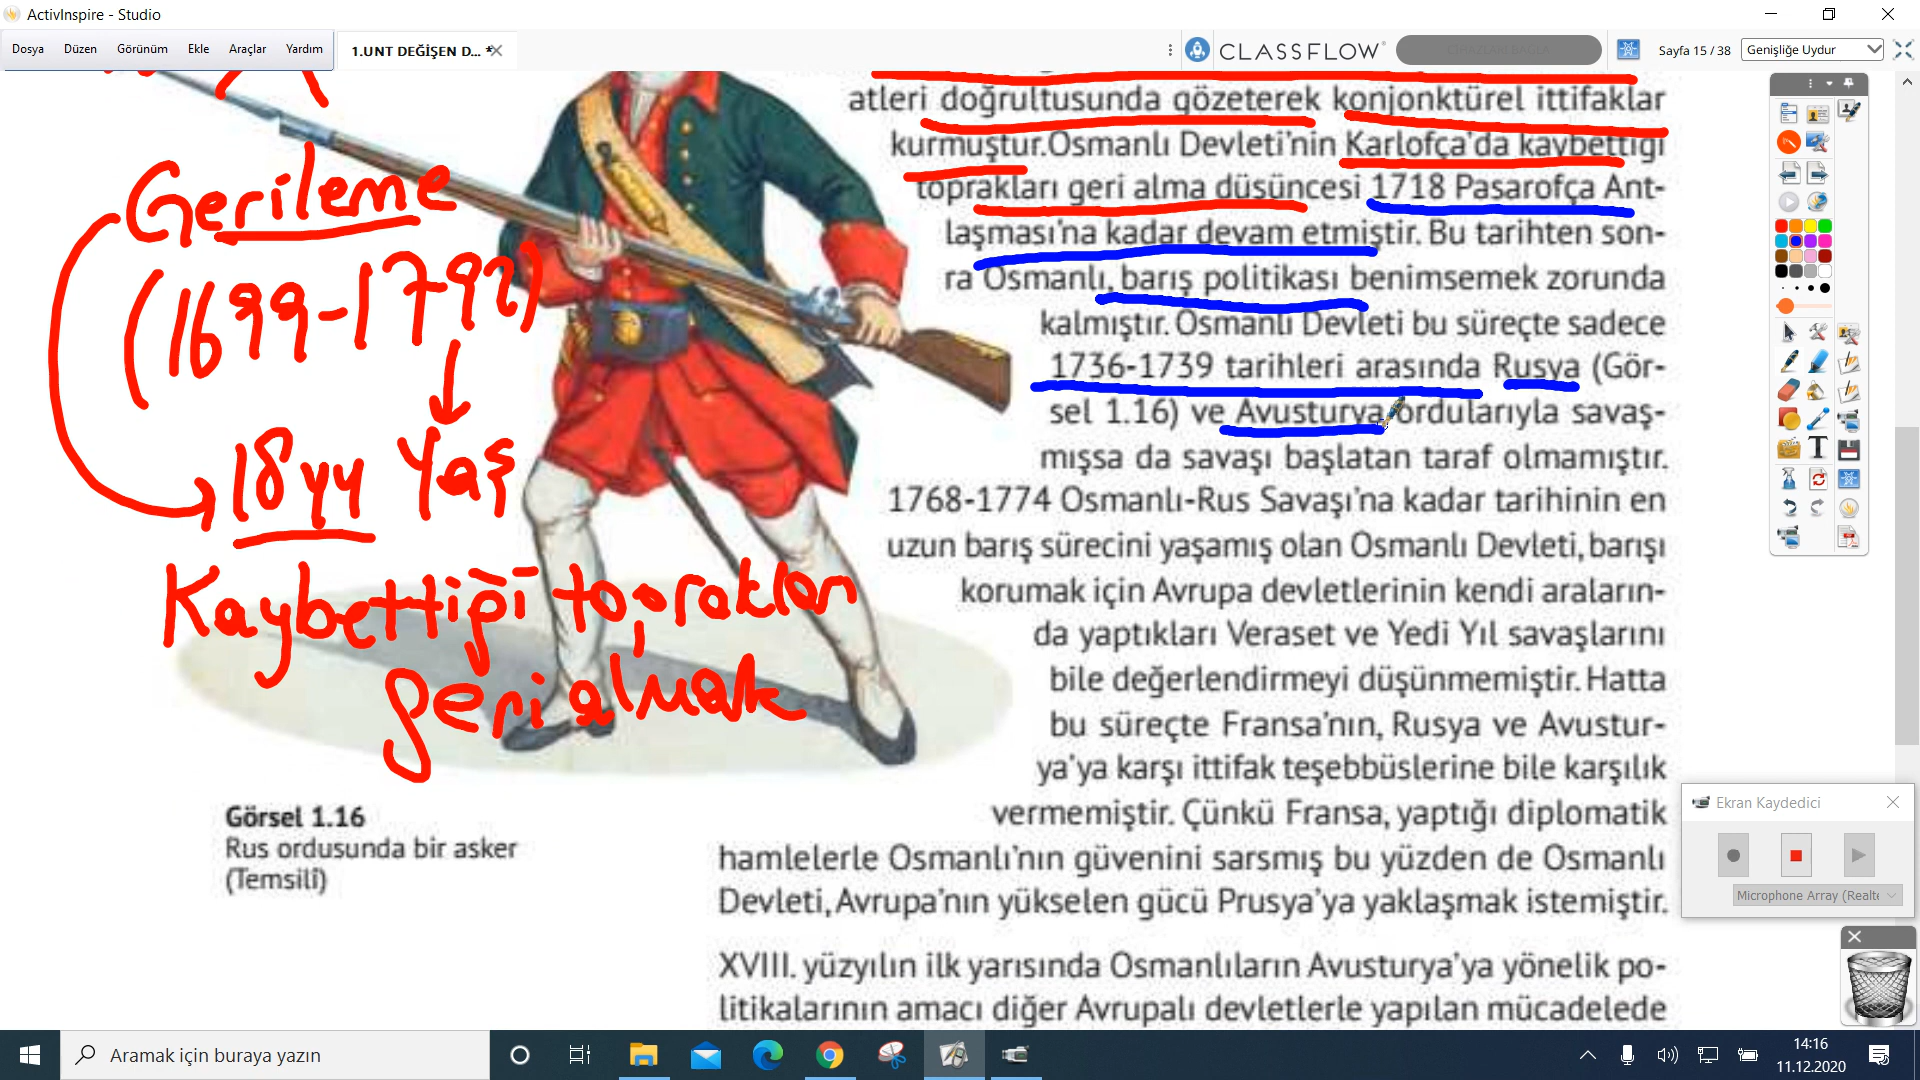 ActivInspire - Studio
Dosya Düzen Görünüm Ekle Araçlar Yardım
1.UNT DEĞİŞEN D... *
CLASSFLOW
Sayfa 15 / 38
Genişliğe Uydur
atleri doğrultusunda gözeterek konjonktürel ittifaklar
kurmuştur.Osmanlı Devleti’nin Karlofça’da kaybettiği
toprakları geri alma düşüncesi 1718 Pasarofça Ant-
laşması’na kadar devam etmiştir. Bu tarihten son-
ra Osmanlı, barış politikası benimsemek zorunda
kalmıştır. Osmanlı Devleti bu süreçte sadece
1736-1739 tarihleri arasında Rusya (Gör-
sel 1.16) ve Avusturya ordularıyla savaş-
mışsa da savaşı başlatan taraf olmamıştır.
1768-1774 Osmanlı-Rus Savaşı’na kadar tarihinin en
uzun barış sürecini yaşamış olan Osmanlı Devleti, barışı
korumak için Avrupa devletlerinin kendi araların-
da yaptıkları Veraset ve Yedi Yıl savaşlarını
bile değerlendirmeyi düşünmemiştir. Hatta
bu süreçte Fransa’nın, Rusya ve Avustur-
ya’ya karşı ittifak teşebbüslerine bile karşılık
vermemiştir. Çünkü Fransa, yaptığı diplomatik
hamlelerle Osmanlı’nın güvenini sarsmış bu yüzden de Osmanlı
Devleti, Avrupa’nın yükselen gücü Prusya’ya yaklaşmak istemiştir.
XVIII. yüzyılın ilk yarısında Osmanlıların Avusturya’ya yönelik po-
litikalarının amacı diğer Avrupalı devletlerle yapılan mücadelede
Gerileme
(1699-1792)
18yy Yaş
Kaybettiği toprakları
geri almak
Görsel 1.16
Rus ordusunda bir asker
(Temsilî)
Ekran Kaydedici
Microphone Array (Realte
Aramak için buraya yazın
14:16
11.12.2020